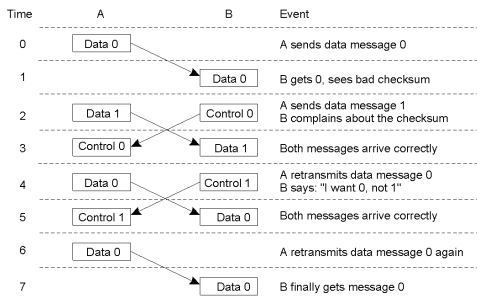 Time A B Event
0 Data 0 A sends data message 0
1 Data 0 B gets 0, sees bad checksum
2 Data 1 Control 0 A sends data message 1
B complains about the checksum
3 Control 0 Data 1 Both messages arrive correctly
4 Data 0 Control 1 A retransmits data message 0
B says: "I want 0, not 1"
5 Control 1 Data 0 Both messages arrive correctly
6 Data 0 A retransmits data message 0 again
7 Data 0 B finally gets message 0